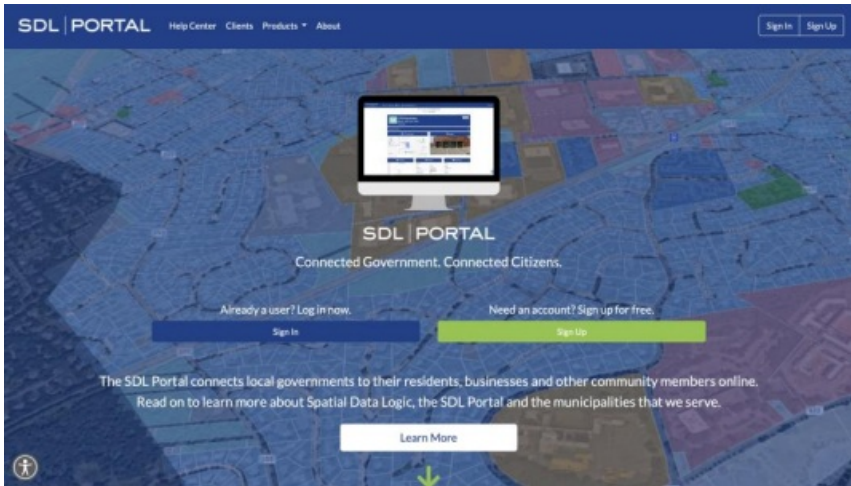 SDL | PORTAL Help Center Clients Products About Sign In Sign Up
SDL | PORTAL
Connected Government. Connected Citizens.
Already a user? Log in now. Need an account? Sign up for free.
Sign In Sign Up
The SDL Portal connects local governments to their residents, businesses and other community members online.
Read on to learn more about Spatial Data Logic, the SDL Portal and the municipalities that we serve.
Learn More